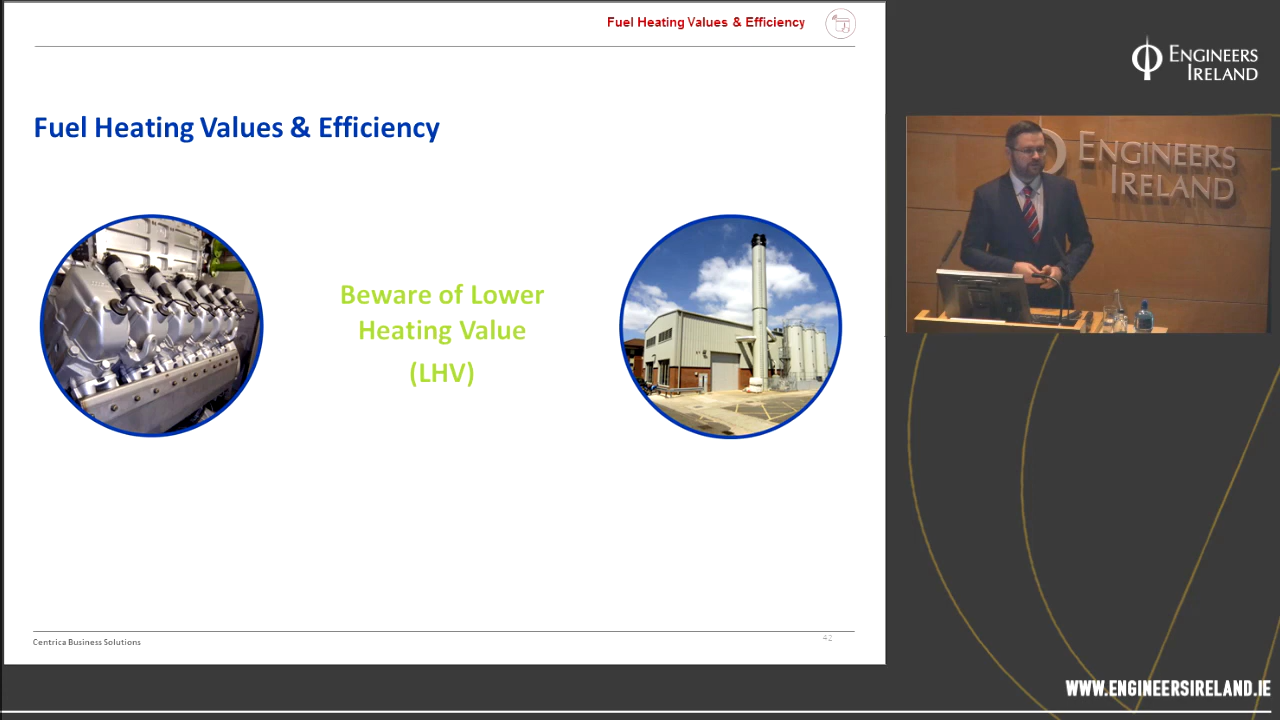 Fuel Heating Values & Efficiency
Fuel Heating Values & Efficiency
Beware of Lower
Heating Value
(LHV)
Centrica Business Solutions
42
ENGINEERS
IRELAND
ENGINEERS
IRELAND
WWW.ENGINEERSIRELAND.IE